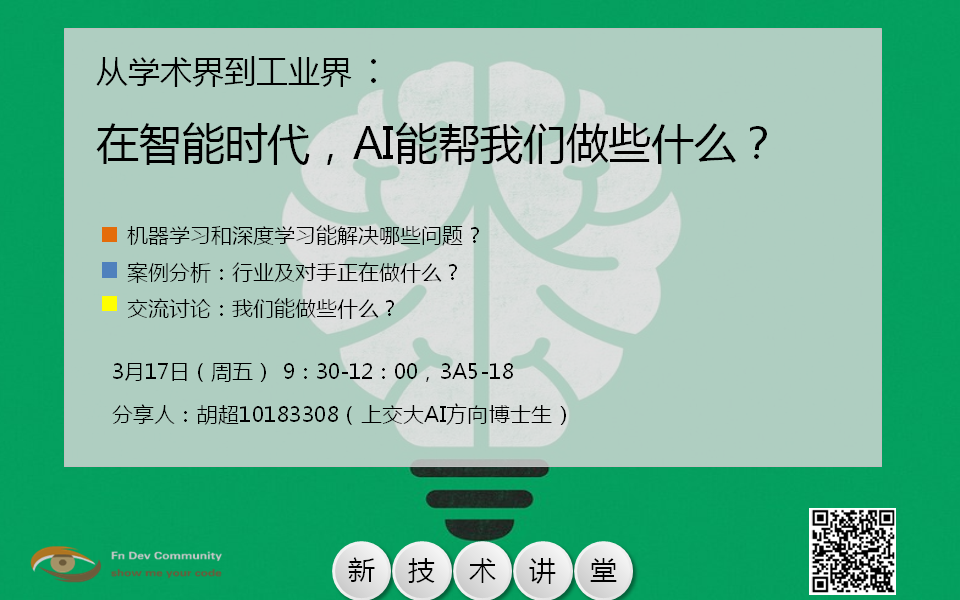 从学术界到工业界：
在智能时代，AI能帮我们做些什么？
机器学习和深度学习能解决哪些问题？
案例分析：行业及对手正在做什么？
交流讨论：我们能做些什么？
3月17日（周五） 9：30-12：00，3A5-18
分享人：胡超10183308（上交大AI方向博士生）
Fn Dev Community
show me your code
新技术讲堂